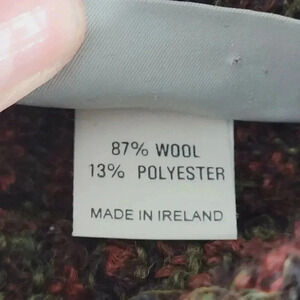 87% WOOL
13% POLYESTER
MADE IN IRELAND